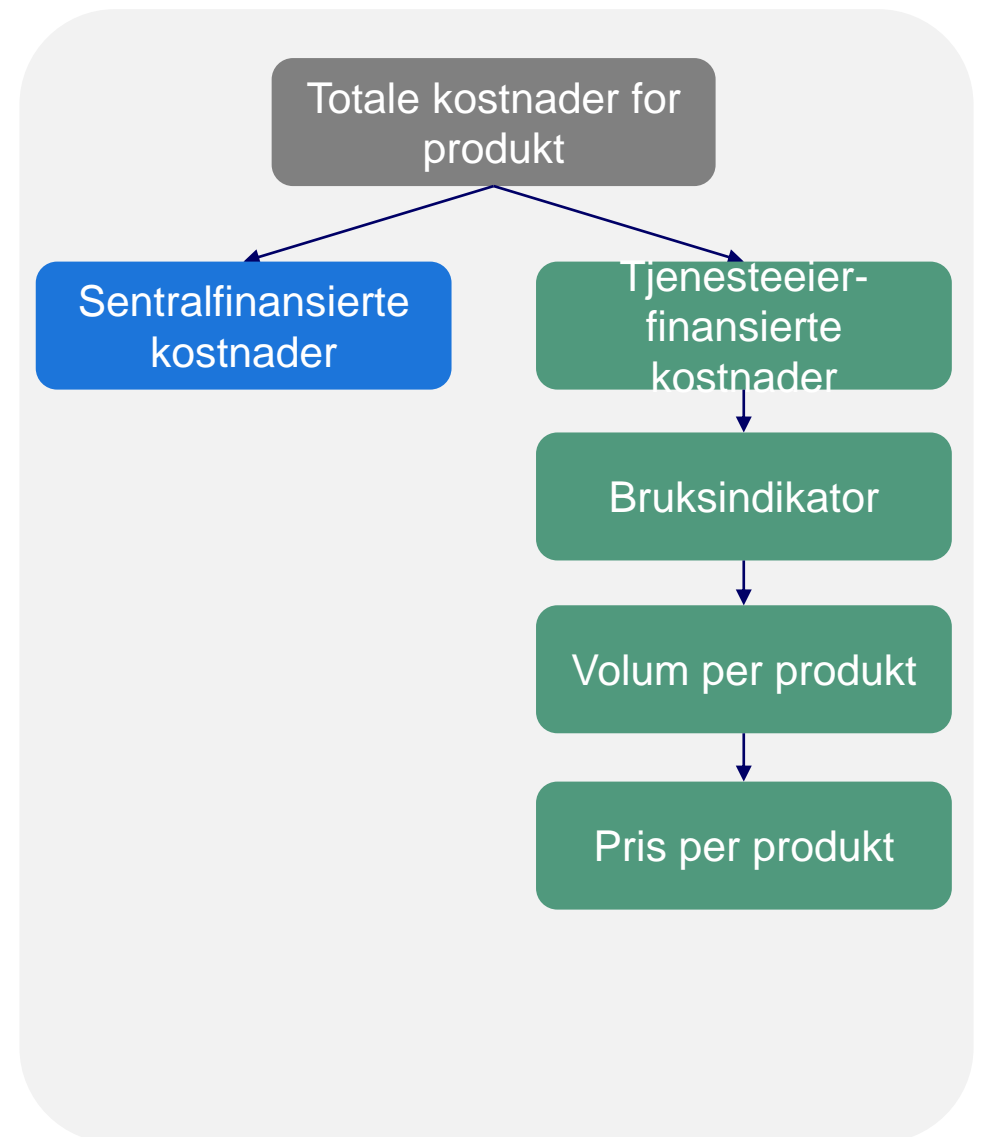 Totale kostnader for
produkt
Sentralfinansierte
kostnader
Tjenesteeier-
finansierte
kostnader
Bruksindikator
Volum per produkt
Pris per produkt